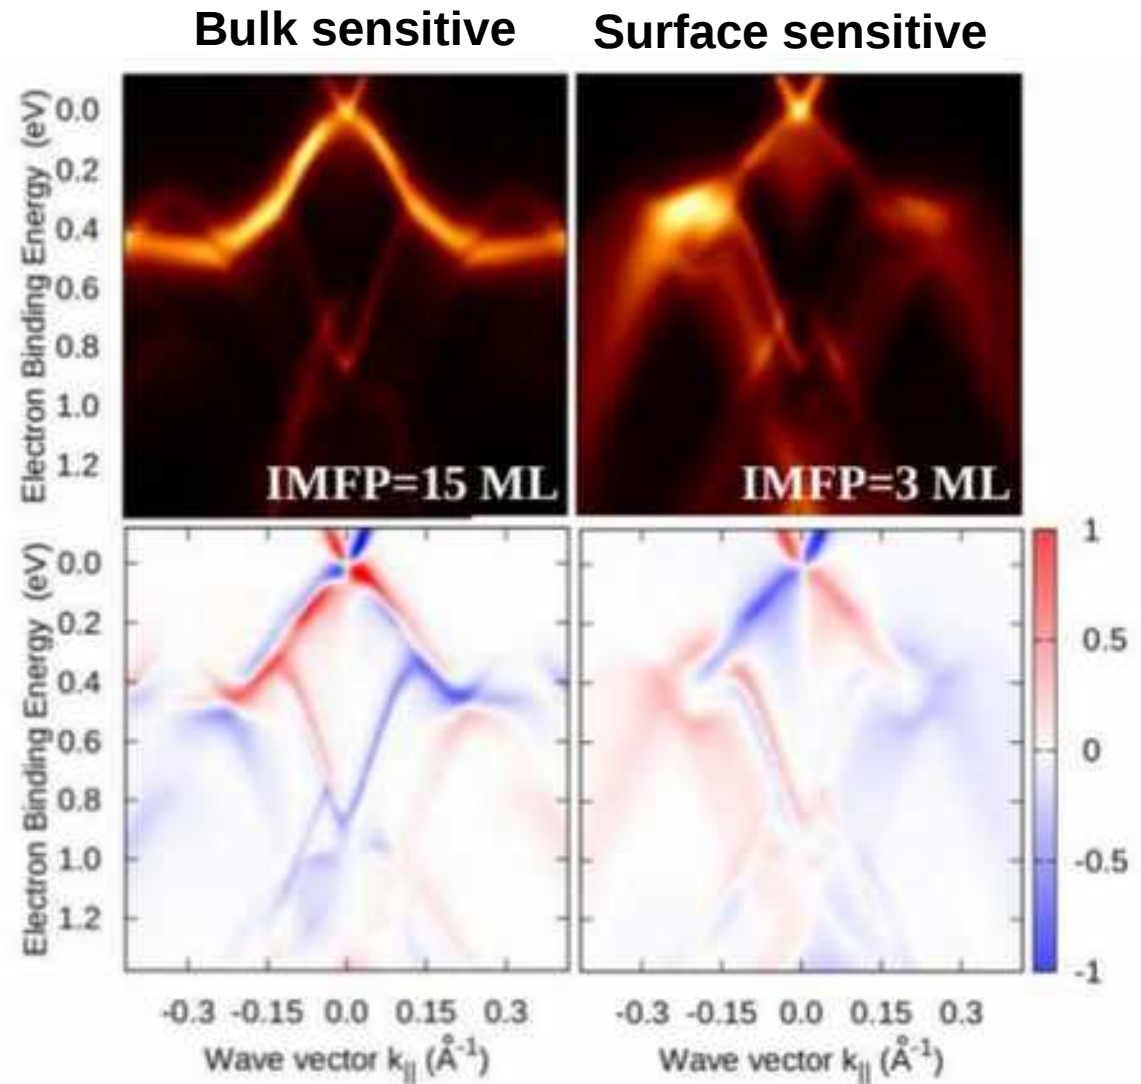 Bulk sensitive
Surface sensitive
Electron Binding Energy (eV)
0.0
0.2
0.4
0.6
0.8
1.0
1.2
IMFP=15 ML
IMFP=3 ML
Electron Binding Energy (eV)
0.0
0.2
0.4
0.6
0.8
1.0
1.2
1
0.5
0
-0.5
-1
-0.3 -0.15 0.0 0.15 0.3
-0.3 -0.15 0.0 0.15 0.3
Wave vector k|| (Å-1)
Wave vector k|| (Å-1)